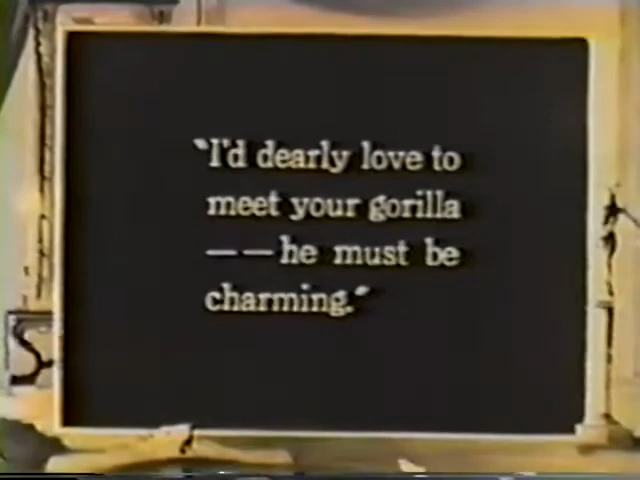 "I'd dearly love to
meet your gorilla
——he must be
charming."